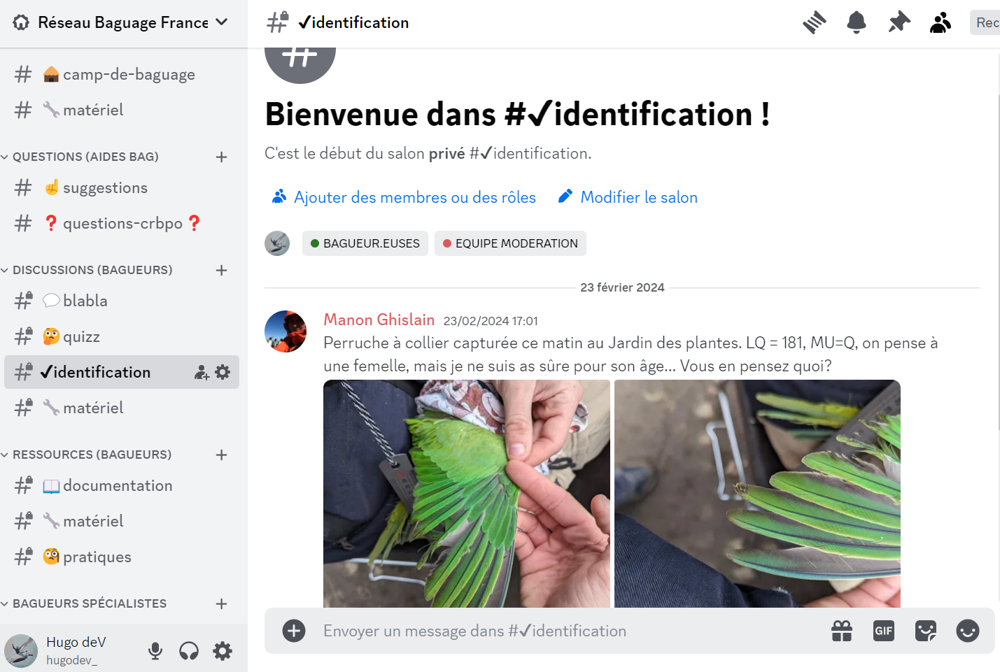 Réseau Baguage France
camp-de-baguage
matériel
QUESTIONS (AIDES BAG)
suggestions
questions-crbpo
DISCUSSIONS (BAGUEURS)
blabla
quizz
✔identification
matériel
RESSOURCES (BAGUEURS)
documentation
matériel
pratiques
BAGUEURS SPÉCIALISTES
Hugo deV
hugodev_
✔identification
Rec
Bienvenue dans #✔identification !
C'est le début du salon privé #✔identification.
Ajouter des membres ou des rôles
Modifier le salon
BAGUEUR.EUSES
EQUIPE MODERATION
23 février 2024
Manon Ghislain 23/02/2024 17:01
Perruche à collier capturée ce matin au Jardin des plantes. LQ = 181, MU=Q, on pense à
une femelle, mais je ne suis as sûre pour son âge... Vous en pensez quoi?
Envoyer un message dans #✔identification
GIF